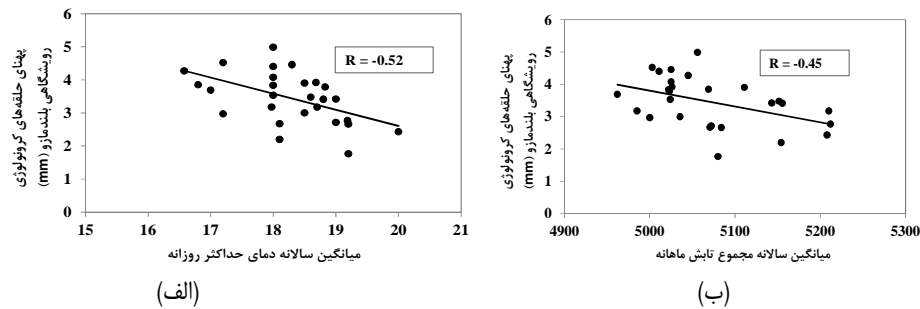 پهنای حلقه‌های کرونولوژی
رویشگاهی بلندمازو (mm)
6
5
4
3
2
1
0
R = -0.52
15 16 17 18 19 20 21
میانگین سالانه دمای حداکثر روزانه
(الف)
پهنای حلقه‌های کرونولوژی
رویشگاهی بلندمازو (mm)
6
5
4
3
2
1
0
R = -0.45
4900 5000 5100 5200 5300
میانگین سالانه مجموع تابش ماهانه
(ب)